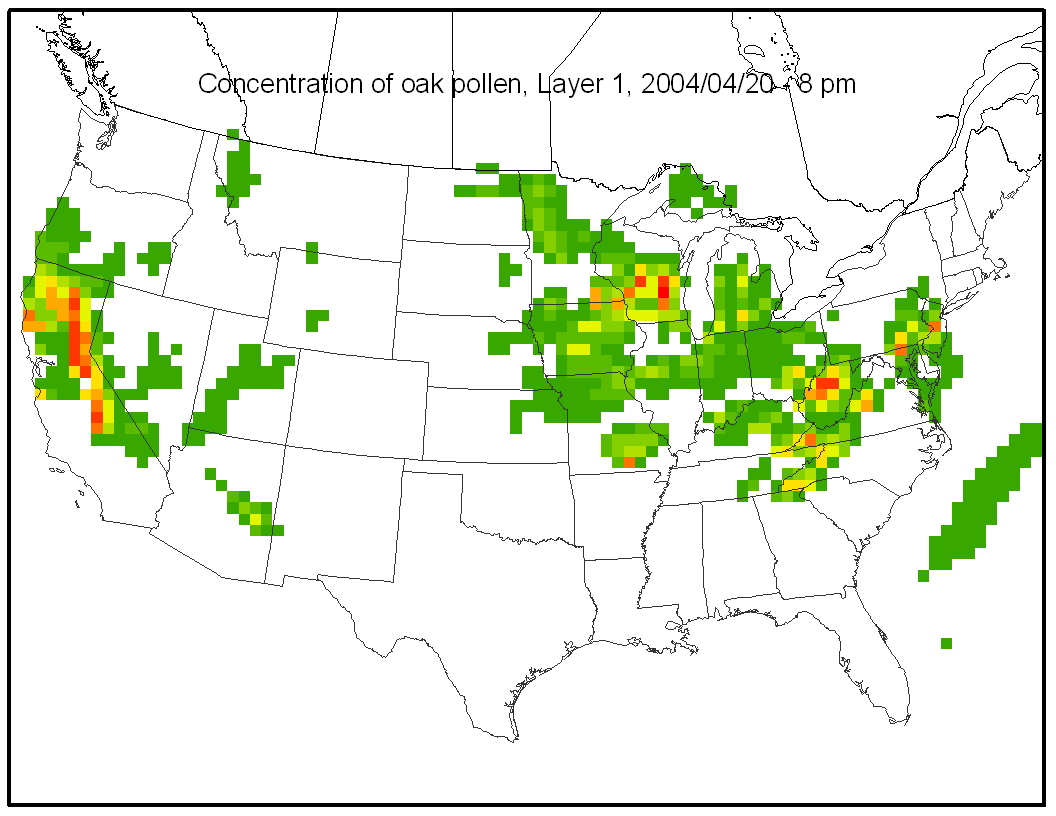 Concentration of oak pollen, Layer 1, 2004/04/20 - 8 pm